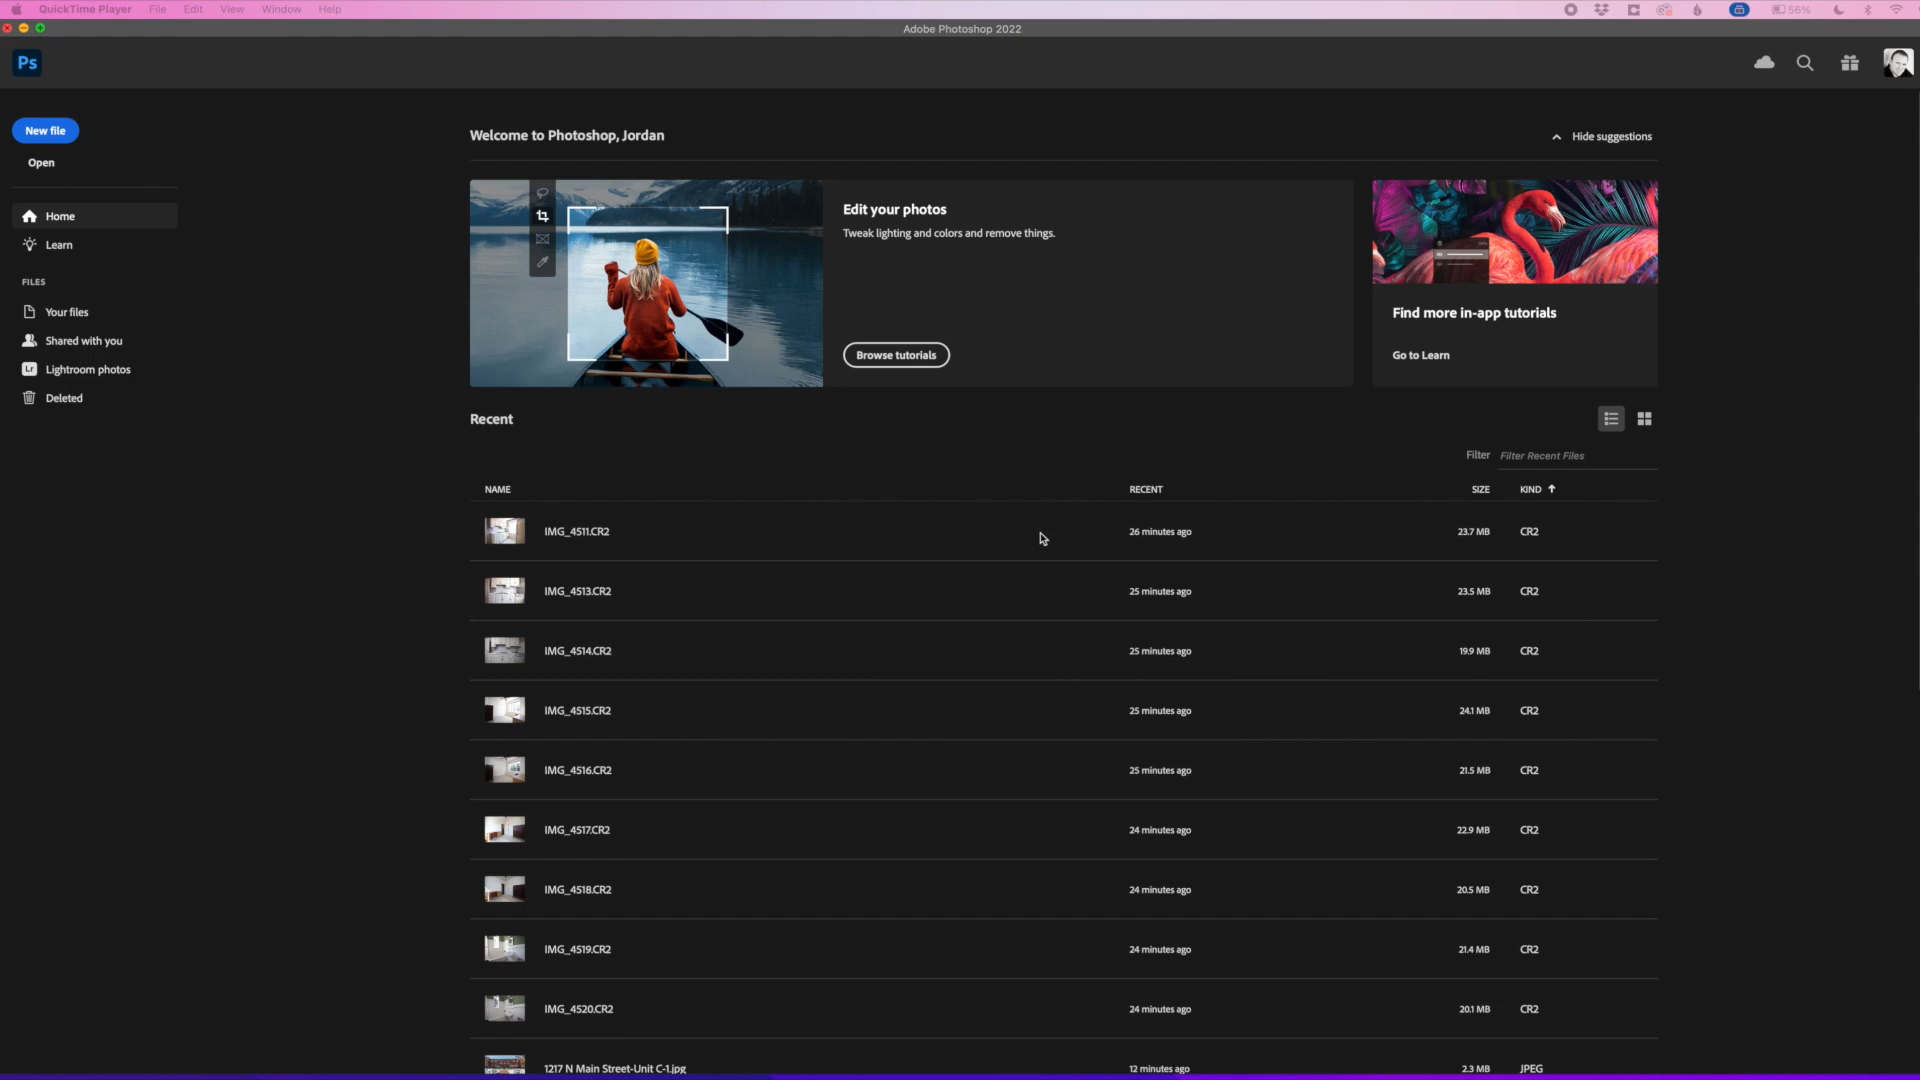 QuickTime Player File Edit View Window Help 56%
Adobe Photoshop 2022
Ps
New file
Open
Home
Learn
FILES
Your files
Shared with you
Lr Lightroom photos
Deleted
Welcome to Photoshop, Jordan
Hide suggestions
Edit your photos
Tweak lighting and colors and remove things.
Browse tutorials
Find more in-app tutorials
Go to Learn
Recent
Filter Filter Recent Files
NAME RECENT SIZE KIND
IMG_4511.CR2 26 minutes ago 23.7 MB CR2
IMG_4513.CR2 25 minutes ago 23.5 MB CR2
IMG_4514.CR2 25 minutes ago 19.9 MB CR2
IMG_4515.CR2 25 minutes ago 24.1 MB CR2
IMG_4516.CR2 25 minutes ago 21.5 MB CR2
IMG_4517.CR2 24 minutes ago 22.9 MB CR2
IMG_4518.CR2 24 minutes ago 20.5 MB CR2
IMG_4519.CR2 24 minutes ago 21.4 MB CR2
IMG_4520.CR2 24 minutes ago 20.1 MB CR2
1217 N Main Street-Unit C-1.jpg 12 minutes ago 2.3 MB JPEG